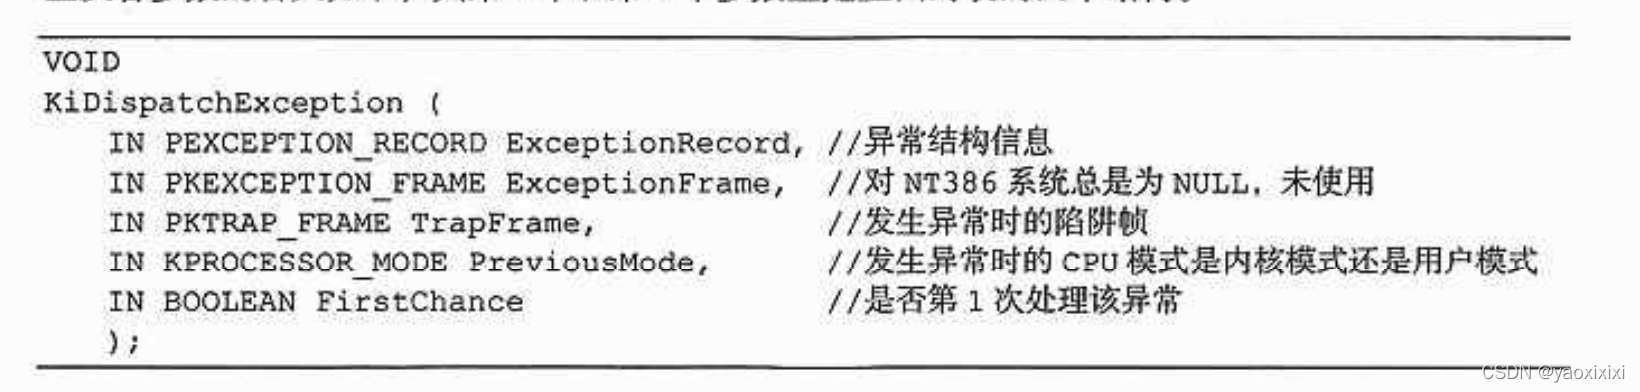 VOID
KiDispatchException (
IN PEXCEPTION_RECORD ExceptionRecord, //异常结构信息
IN PKEXCEPTION_FRAME ExceptionFrame, //对 NT386 系统总是为 NULL，未使用
IN PKTRAP_FRAME TrapFrame, //发生异常时的陷阱帧
IN KPROCESSOR_MODE PreviousMode, //发生异常时的 CPU 模式是内核模式还是用户模式
IN BOOLEAN FirstChance //是否第 1 次处理该异常
);
CSDN @yaoxixixi